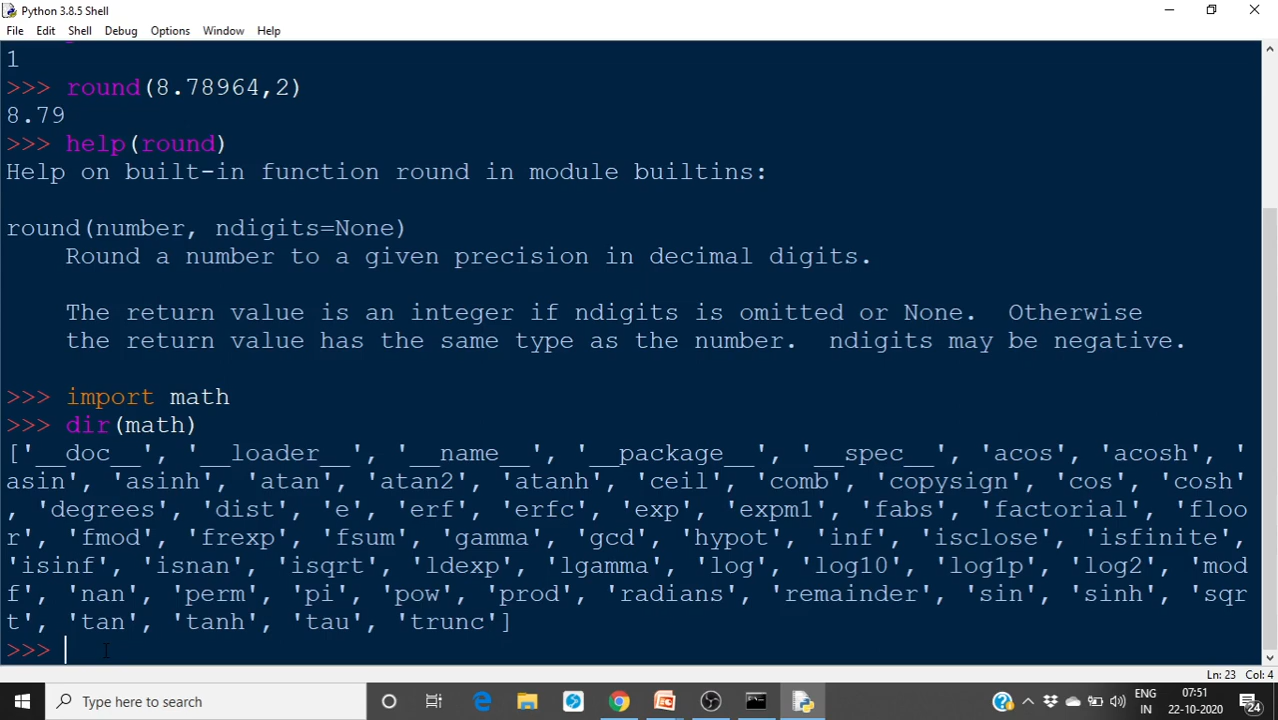 Python 3.8.5 Shell
File Edit Shell Debug Options Window Help
1
>>> round(8.78964,2)
8.79
>>> help(round)
Help on built-in function round in module builtins:
round(number, ndigits=None)
Round a number to a given precision in decimal digits.
The return value is an integer if ndigits is omitted or None.  Otherwise
the return value has the same type as the number.  ndigits may be negative.
>>> import math
>>> dir(math)
['__doc__', '__loader__', '__name__', '__package__', '__spec__', 'acos', 'acosh', '
asin', 'asinh', 'atan', 'atan2', 'atanh', 'ceil', 'comb', 'copysign', 'cos', 'cosh'
, 'degrees', 'dist', 'e', 'erf', 'erfc', 'exp', 'expm1', 'fabs', 'factorial', 'floo
r', 'fmod', 'frexp', 'fsum', 'gamma', 'gcd', 'hypot', 'inf', 'isclose', 'isfinite',
'isinf', 'isnan', 'isqrt', 'ldexp', 'lgamma', 'log', 'log10', 'log1p', 'log2', 'mod
f', 'nan', 'perm', 'pi', 'pow', 'prod', 'radians', 'remainder', 'sin', 'sinh', 'sqr
t', 'tan', 'tanh', 'tau', 'trunc']
>>>
Ln: 23 Col: 4
Type here to search
ENG
IN
07:51
22-10-2020
24